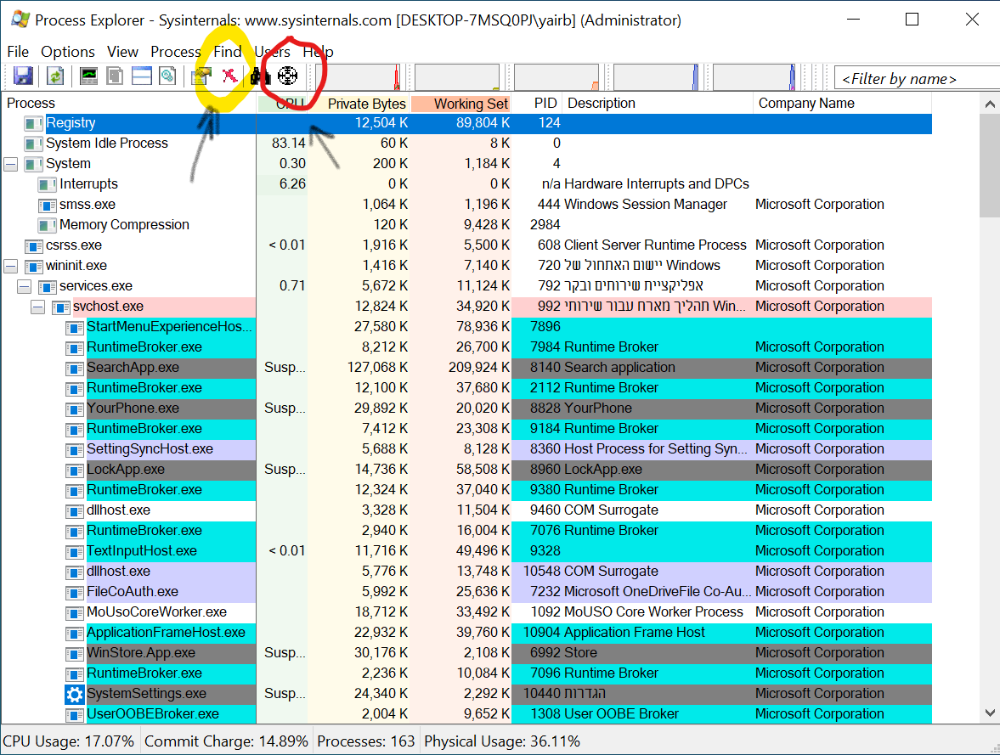 Process Explorer - Sysinternals: www.sysinternals.com [DESKTOP-7MSQ0PJ\yairb] (Administrator)
File Options View Process Find Users Help
<Filter by name>
Process CPU Private Bytes Working Set PID Description Company Name
Registry 12,504 K 89,804 K 124
System Idle Process 83.14 60 K 8 K 0
System 0.30 200 K 1,184 K 4
Interrupts 6.26 0 K 0 K n/a Hardware Interrupts and DPCs
smss.exe 1,064 K 1,196 K 444 Windows Session Manager Microsoft Corporation
Memory Compression 120 K 9,428 K 2984
csrss.exe < 0.01 1,916 K 5,500 K 608 Client Server Runtime Process Microsoft Corporation
wininit.exe 1,416 K 7,140 K 720 יישום האתחול של Windows Microsoft Corporation
services.exe 0.71 5,672 K 11,124 K 792 אפליקציית שירותים ובקר Microsoft Corporation
svchost.exe 12,824 K 34,920 K 992 תהליך מארח עבור שירותי Win... Microsoft Corporation
StartMenuExperienceHos... 27,580 K 78,936 K 7896
RuntimeBroker.exe 8,212 K 26,700 K 7984 Runtime Broker Microsoft Corporation
SearchApp.exe Susp... 127,068 K 209,924 K 8140 Search application Microsoft Corporation
RuntimeBroker.exe 12,100 K 37,680 K 2112 Runtime Broker Microsoft Corporation
YourPhone.exe Susp... 29,892 K 20,020 K 8828 YourPhone Microsoft Corporation
RuntimeBroker.exe 7,412 K 23,308 K 9184 Runtime Broker Microsoft Corporation
SettingSyncHost.exe 5,688 K 8,128 K 8360 Host Process for Setting Syn... Microsoft Corporation
LockApp.exe Susp... 14,736 K 58,508 K 8960 LockApp.exe Microsoft Corporation
RuntimeBroker.exe 12,324 K 37,040 K 9380 Runtime Broker Microsoft Corporation
dllhost.exe 3,328 K 11,504 K 9460 COM Surrogate Microsoft Corporation
RuntimeBroker.exe 2,940 K 16,004 K 7076 Runtime Broker Microsoft Corporation
TextInputHost.exe < 0.01 11,716 K 49,496 K 9328 Microsoft Corporation
dllhost.exe 5,776 K 13,748 K 10548 COM Surrogate Microsoft Corporation
FileCoAuth.exe 5,992 K 25,636 K 7232 Microsoft OneDriveFile Co-Au... Microsoft Corporation
MoUsoCoreWorker.exe 18,712 K 33,492 K 1092 MoUSO Core Worker Process Microsoft Corporation
ApplicationFrameHost.exe 22,932 K 39,760 K 10904 Application Frame Host Microsoft Corporation
WinStore.App.exe Susp... 30,176 K 2,108 K 6992 Store Microsoft Corporation
RuntimeBroker.exe 2,236 K 10,084 K 7096 Runtime Broker Microsoft Corporation
SystemSettings.exe Susp... 24,340 K 2,292 K 10440 הגדרות Microsoft Corporation
UserOOBEBroker.exe 2,004 K 9,652 K 1308 User OOBE Broker Microsoft Corporation
CPU Usage: 17.07% Commit Charge: 14.89% Processes: 163 Physical Usage: 36.11%